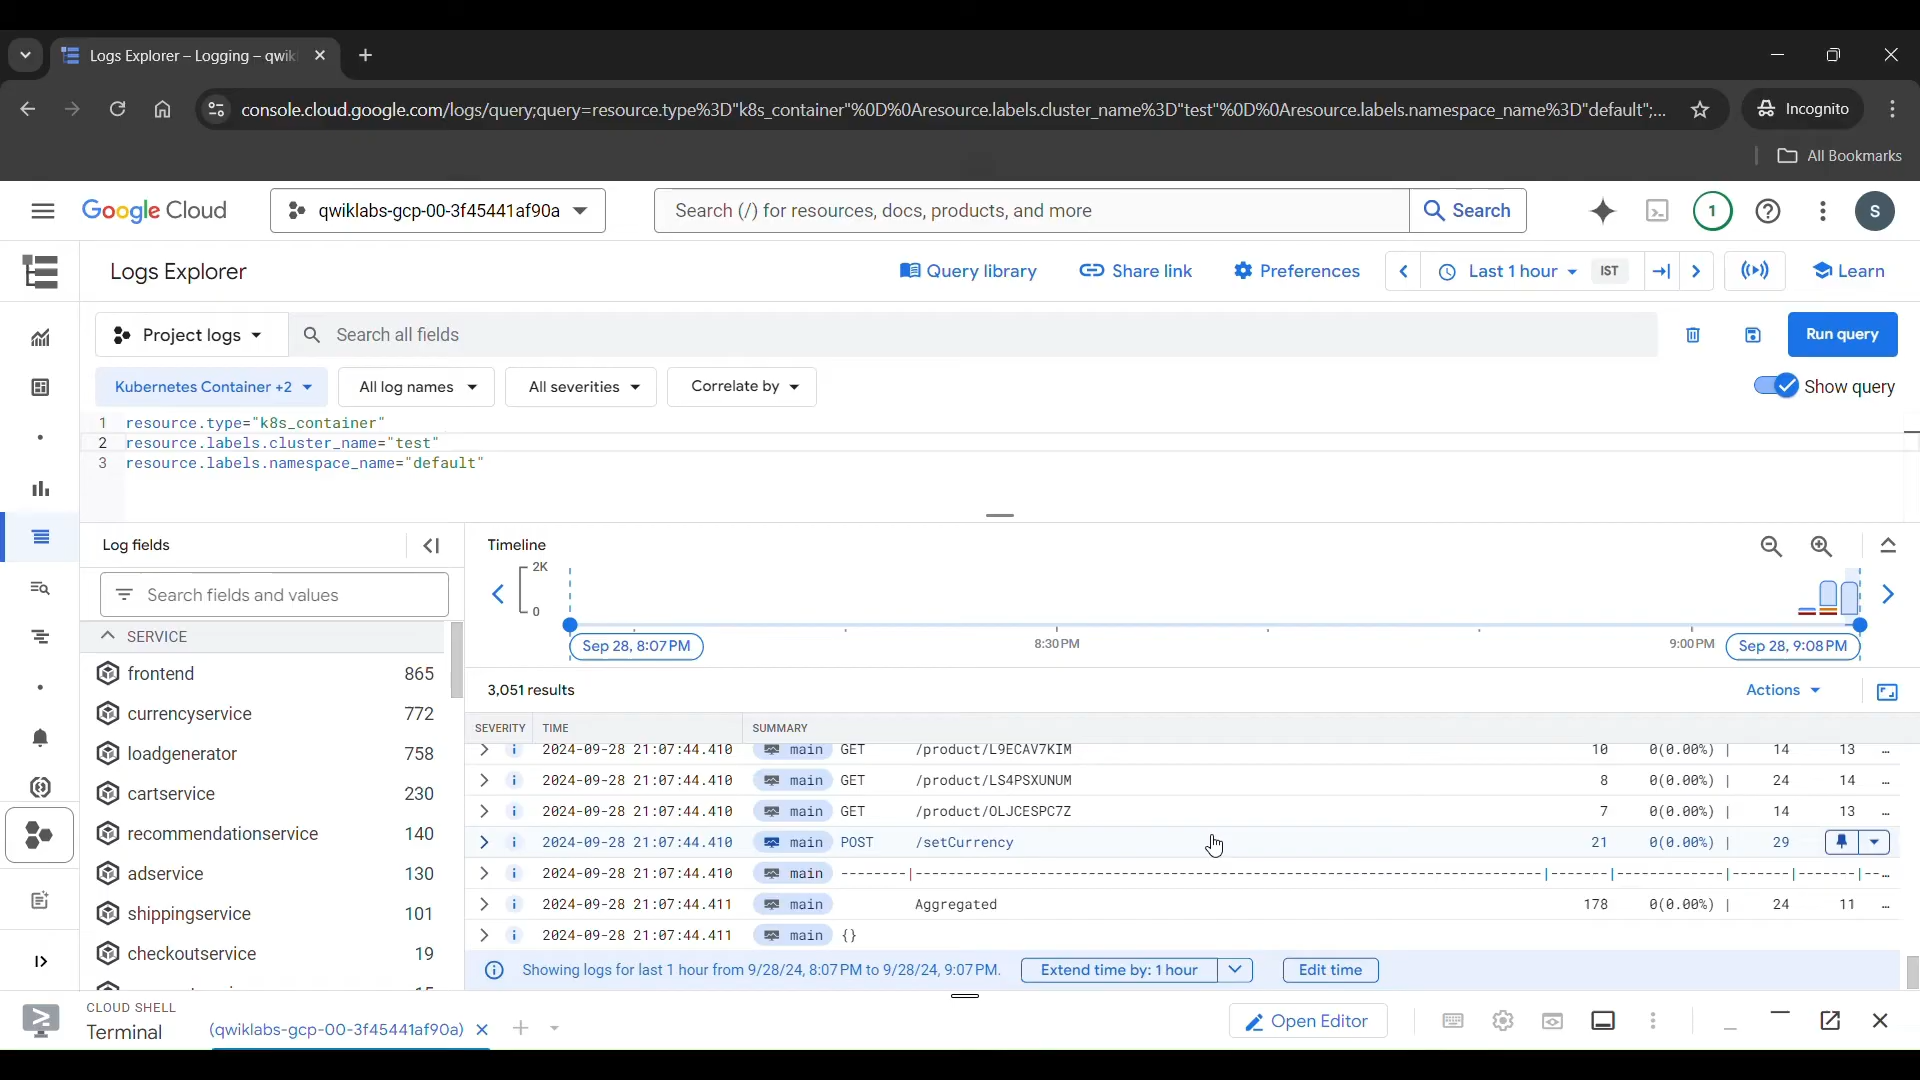 Logs Explorer – Logging – qwik
console.cloud.google.com/logs/query;query=resource.type%3D"k8s_container"%0D%0Aresource.labels.cluster_name%3D"test"%0D%0Aresource.labels.namespace_name%3D"default";...
Incognito
All Bookmarks
Google Cloud
qwiklabs-gcp-00-3f45441af90a
Search (/) for resources, docs, products, and more
Search
1
S
Logs Explorer
Query library
Share link
Preferences
Last 1 hour
IST
Learn
Project logs
Search all fields
Run query
Kubernetes Container +2
All log names
All severities
Correlate by
Show query
1 resource.type="k8s_container"
2 resource.labels.cluster_name="test"
3 resource.labels.namespace_name="default"
Log fields
Search fields and values
SERVICE
frontend 865
currencyservice 772
loadgenerator 758
cartservice 230
recommendationservice 140
adservice 130
shippingservice 101
checkoutservice 19
Timeline
2K
0
8:30PM
9:00PM
Sep 28, 8:07PM
Sep 28, 9:08PM
3,051 results
Actions
SEVERITY TIME SUMMARY
2024-09-28 21:07:44.410 main GET /product/L9ECAV7KIM 10 0(0.00%) | 14 13 …
2024-09-28 21:07:44.410 main GET /product/LS4PSXUNUM 8 0(0.00%) | 24 14 …
2024-09-28 21:07:44.410 main GET /product/OLJCESPC7Z 7 0(0.00%) | 14 13 …
2024-09-28 21:07:44.410 main POST /setCurrency 21 0(0.00%) | 29
2024-09-28 21:07:44.410 main --------|----------------------------------------------------------------------|-------|------------|-------|-------|--…
2024-09-28 21:07:44.411 main Aggregated 178 0(0.00%) | 24 11 …
2024-09-28 21:07:44.411 main {}
Showing logs for last 1 hour from 9/28/24, 8:07PM to 9/28/24, 9:07PM.
Extend time by: 1 hour
Edit time
CLOUD SHELL
Terminal
(qwiklabs-gcp-00-3f45441af90a)
Open Editor